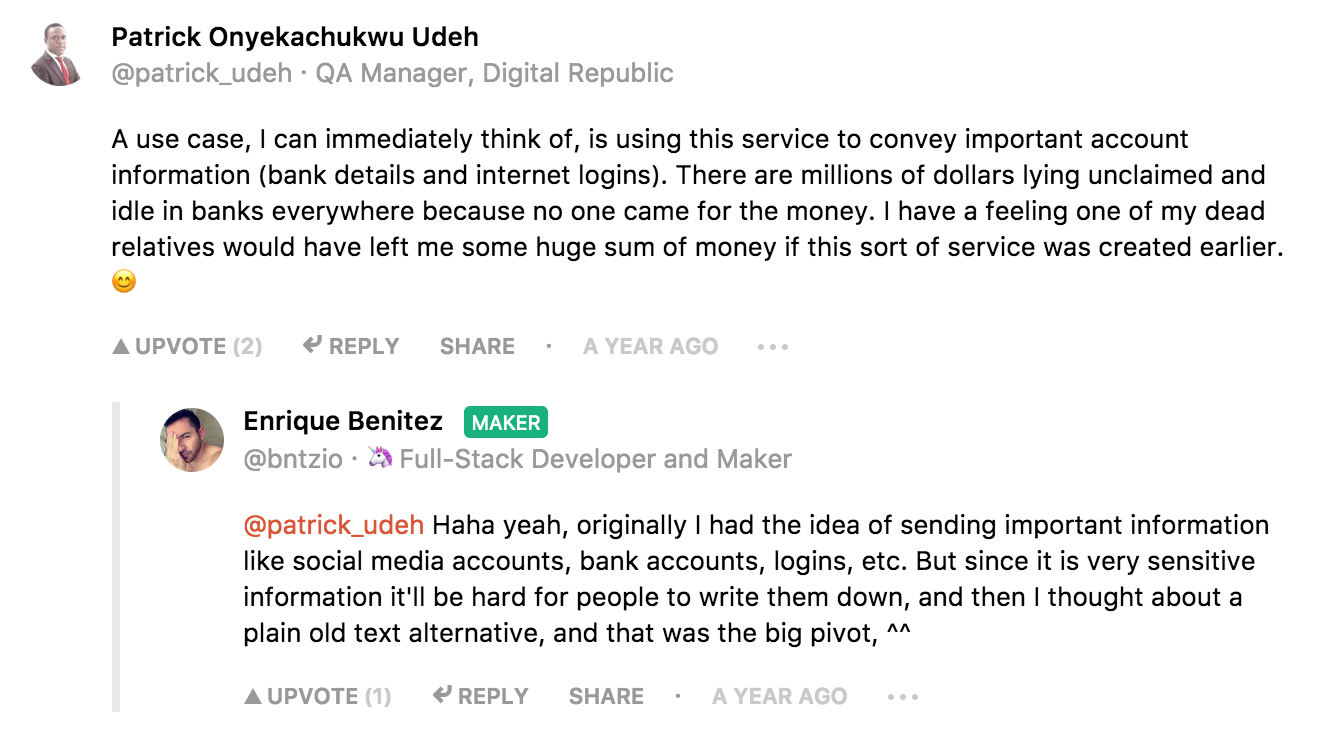 Patrick Onyekachukwu Udeh
@patrick_udeh · QA Manager, Digital Republic
A use case, I can immediately think of, is using this service to convey important account
information (bank details and internet logins). There are millions of dollars lying unclaimed and
idle in banks everywhere because no one came for the money. I have a feeling one of my dead
relatives would have left me some huge sum of money if this sort of service was created earlier.
😊
▲ UPVOTE (2) REPLY SHARE · A YEAR AGO •••
Enrique Benitez MAKER
@bntzio · 🦄 Full-Stack Developer and Maker
@patrick_udeh Haha yeah, originally I had the idea of sending important information
like social media accounts, bank accounts, logins, etc. But since it is very sensitive
information it'll be hard for people to write them down, and then I thought about a
plain old text alternative, and that was the big pivot, ^^
▲ UPVOTE (1) REPLY SHARE · A YEAR AGO •••